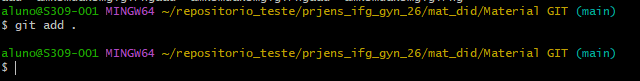 aluno@S309-001 MINGW64 ~/repositorio_teste/prjens_ifg_gyn_26/mat_did/Material GIT (main)
$ git add .
aluno@S309-001 MINGW64 ~/repositorio_teste/prjens_ifg_gyn_26/mat_did/Material GIT (main)
$